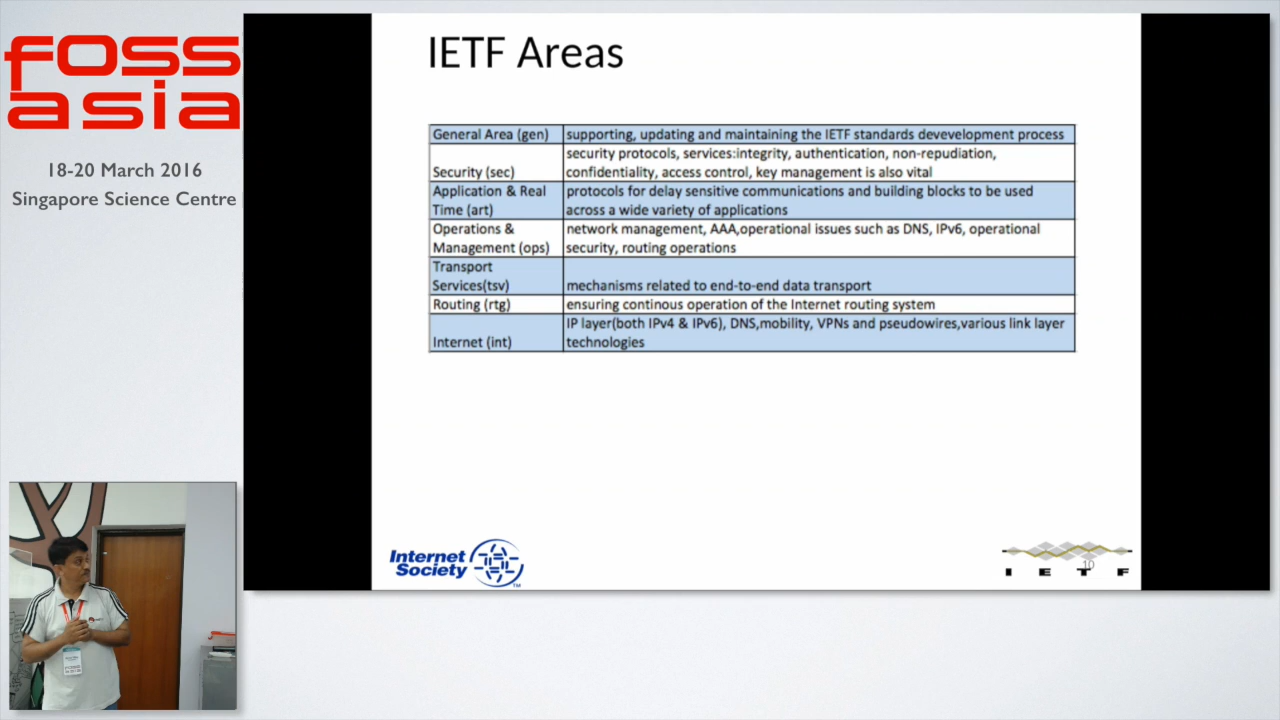 foss
asia
18-20 March 2016
Singapore Science Centre
IETF Areas
General Area (gen) supporting, updating and maintaining the IETF standards devevelopment process
security protocols, services:integrity, authentication, non-repudiation,
Security (sec) confidentiality, access control, key management is also vital
Application & Real protocols for delay sensitive communications and building blocks to be used
Time (art) across a wide variety of applications
Operations & network management, AAA,operational issues such as DNS, IPv6, operational
Management (ops) security, routing operations
Transport
Services(tsv) mechanisms related to end-to-end data transport
Routing (rtg) ensuring continous operation of the Internet routing system
IP layer(both IPv4 & IPv6), DNS,mobility, VPNs and pseudowires,various link layer
Internet (int) technologies
Internet
Society
TM
10
I E T F